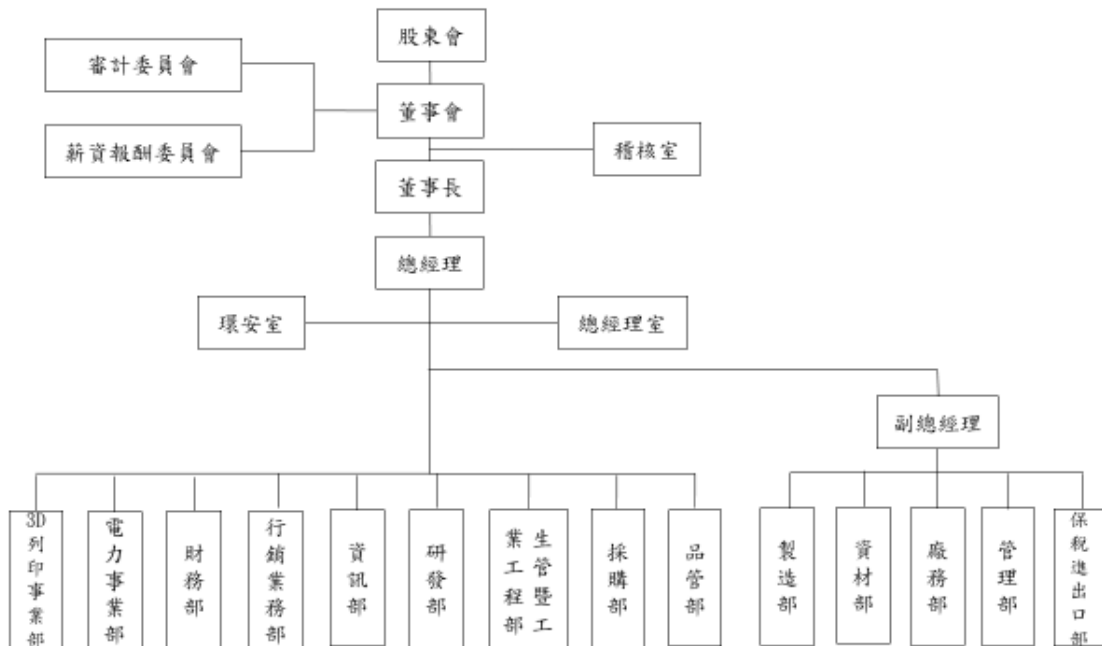 股東會
審計委員會
董事會
薪資報酬委員會
稽核室
董事長
總經理
環安室
總經理室
副總經理
3D列印事業部
電力事業部
財務部
行銷業務部
資訊部
研發部
生管暨工
業工程部
採購部
品管部
製造部
資材部
廠務部
管理部
保稅進出口部